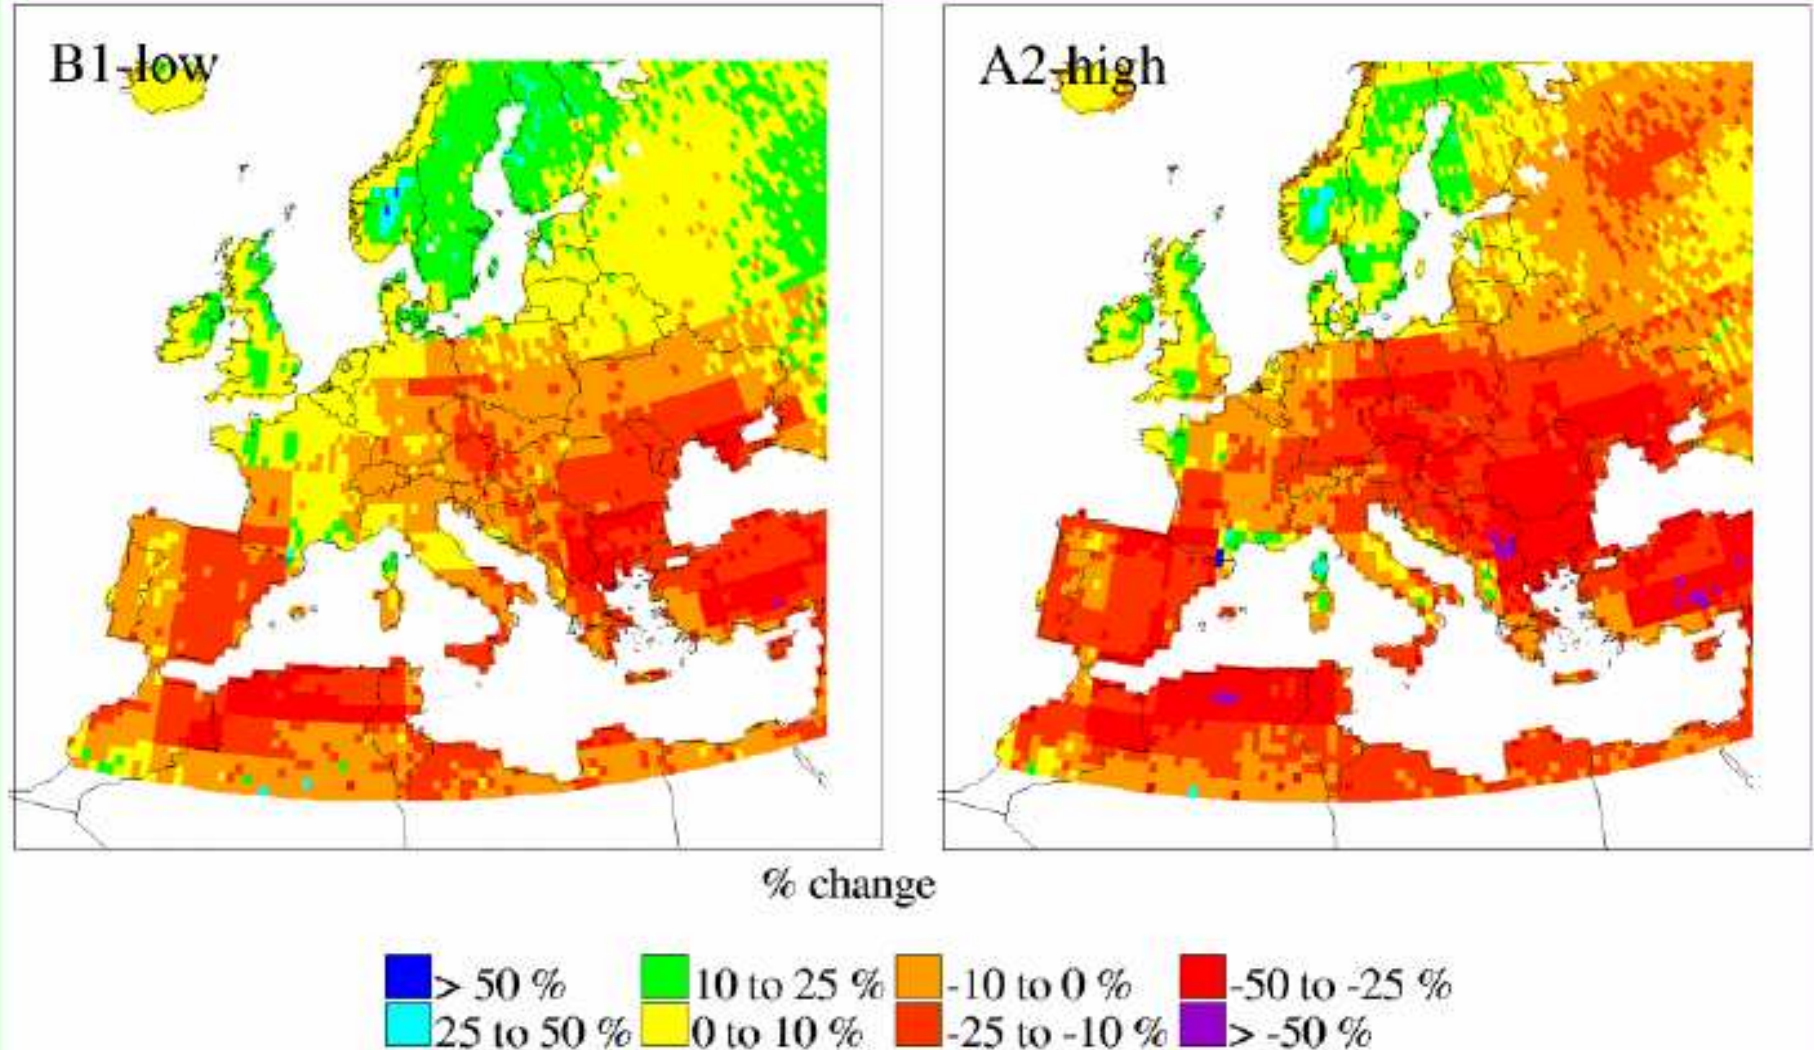 B1-low
A2-high
% change
> 50 %
10 to 25 %
-10 to 0 %
-50 to -25 %
25 to 50 %
0 to 10 %
-25 to -10 %
> -50 %